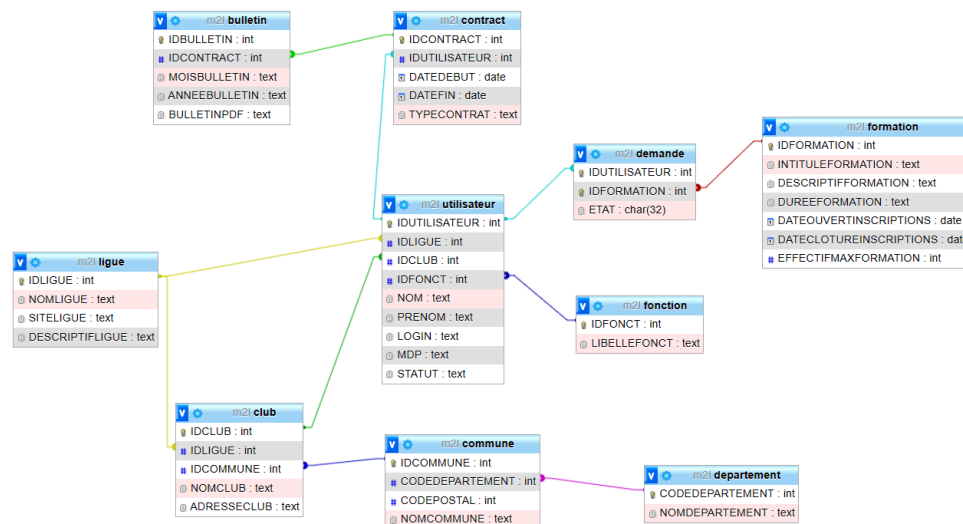 m2l bulletin
IDBULLETIN : int
IDCONTRACT : int
MOISBULLETIN : text
ANNEEBULLETIN : text
BULLETINPDF : text
m2l contract
IDCONTRACT : int
IDUTILISATEUR : int
DATEDEBUT : date
DATEFIN : date
TYPECONTRAT : text
m2l demande
IDUTILISATEUR : int
IDFORMATION : int
ETAT : char(32)
m2l formation
IDFORMATION : int
INTITULEFORMATION : text
DESCRIPTIFFORMATION : text
DUREEFORMATION : text
DATEOUVERTINSCRIPTIONS : date
DATECLOTUREINSCRIPTIONS : dat
EFFECTIFMAXFORMATION : int
m2l utilisateur
IDUTILISATEUR : int
IDLIGUE : int
IDCLUB : int
IDFONCT : int
NOM : text
PRENOM : text
LOGIN : text
MDP : text
STATUT : text
m2l ligue
IDLIGUE : int
NOMLIGUE : text
SITELIGUE : text
DESCRIPTIFLIGUE : text
m2l fonction
IDFONCT : int
LIBELLEFONCT : text
m2l club
IDCLUB : int
IDLIGUE : int
IDCOMMUNE : int
NOMCLUB : text
ADRESSECLUB : text
m2l commune
IDCOMMUNE : int
CODEDEPARTEMENT : int
CODEPOSTAL : int
NOMCOMMUNE : text
m2l departement
CODEDEPARTEMENT : int
NOMDEPARTEMENT : text